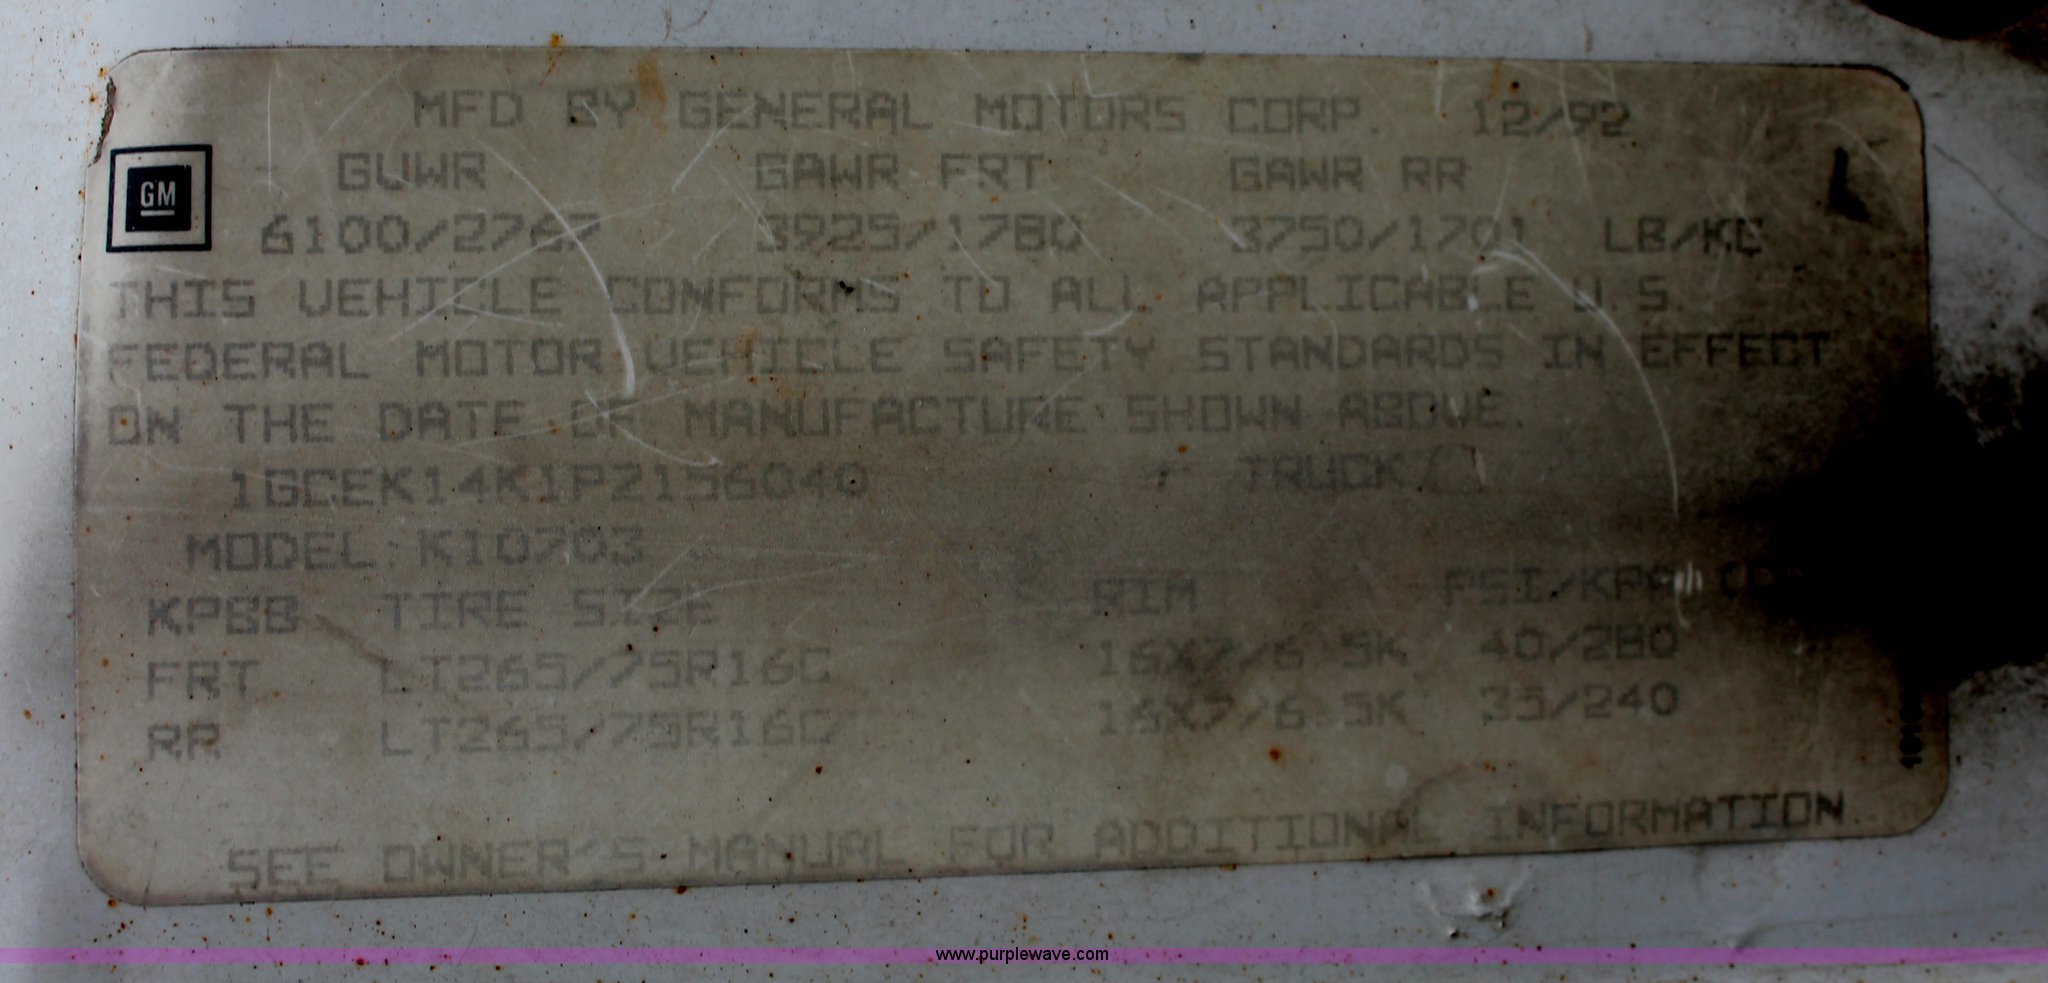 MFD BY GENERAL MOTORS CORP. 12/92
GM
GVWR GAWR FRT GAWR RR
6100/2767 3925/1780 3750/1701 LB/KG
THIS VEHICLE CONFORMS TO ALL APPLICABLE U.S.
FEDERAL MOTOR VEHICLE SAFETY STANDARDS IN EFFECT
ON THE DATE OF MANUFACTURE SHOWN ABOVE.
1GCEK14K1PZ156040 TRUCK
MODEL: K10703
KPBB TIRE SIZE RIM PSI/KPA
FRT LT265/75R16C 16X7/6.5K 40/280
RR LT265/75R16C 16X7/6.5K 35/240
SEE OWNER'S MANUAL FOR ADDITIONAL INFORMATION.
www.purplewave.com